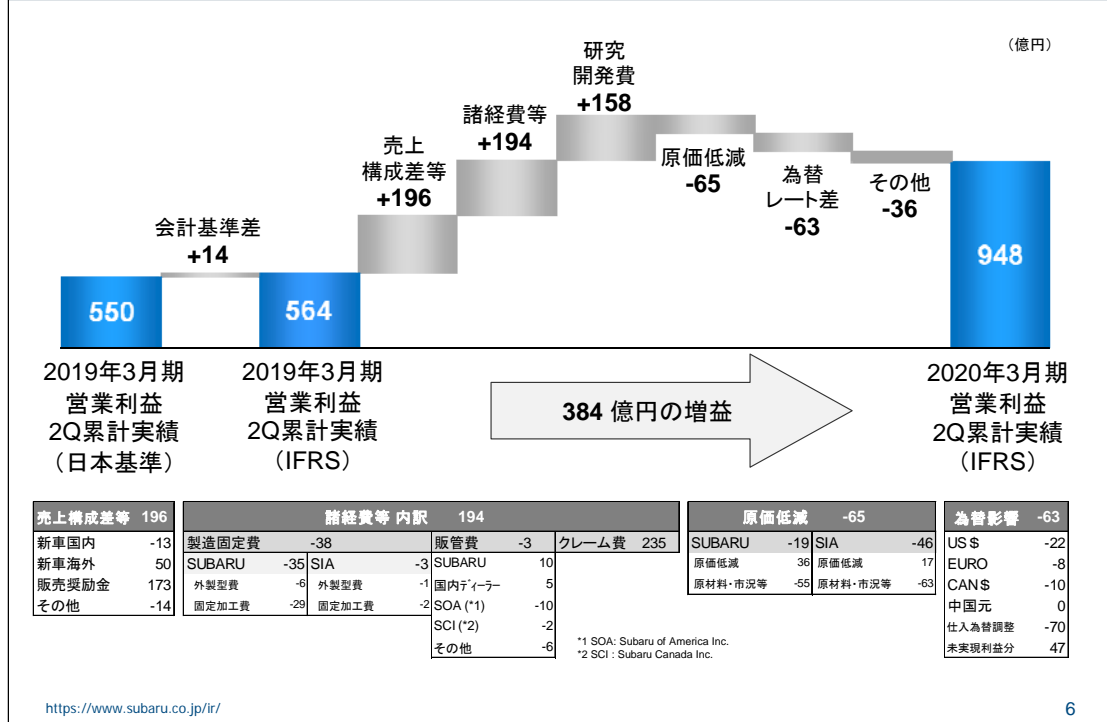 （億円）
研究
開発費
+158
諸経費等
+194
売上
構成差等
+196
会計基準差
+14
原価低減
-65
為替
レート差
-63
その他
-36
550
564
948
2019年3月期
営業利益
2Q累計実績
（日本基準）
2019年3月期
営業利益
2Q累計実績
（IFRS）
384 億円の増益
2020年3月期
営業利益
2Q累計実績
（IFRS）
売上構成差等 196
新車国内 -13
新車海外 50
販売奨励金 173
その他 -14
諸経費等 内訳 194
製造固定費 -38 販管費 -3 クレーム費 235
SUBARU -35 SIA -3 SUBARU 10
外製型費 -6 外製型費 -1 国内ディーラー 5
固定加工費 -29 固定加工費 -2 SOA (*1) -10
SCI (*2) -2
その他 -6
*1 SOA: Subaru of America Inc.
*2 SCI : Subaru Canada Inc.
原価低減 -65
SUBARU -19 SIA -46
原価低減 36 原価低減 17
原材料・市況等 -55 原材料・市況等 -63
為替影響 -63
US $ -22
EURO -8
CAN $ -10
中国元 0
仕入為替調整 -70
未実現利益分 47
https://www.subaru.co.jp/ir/
6